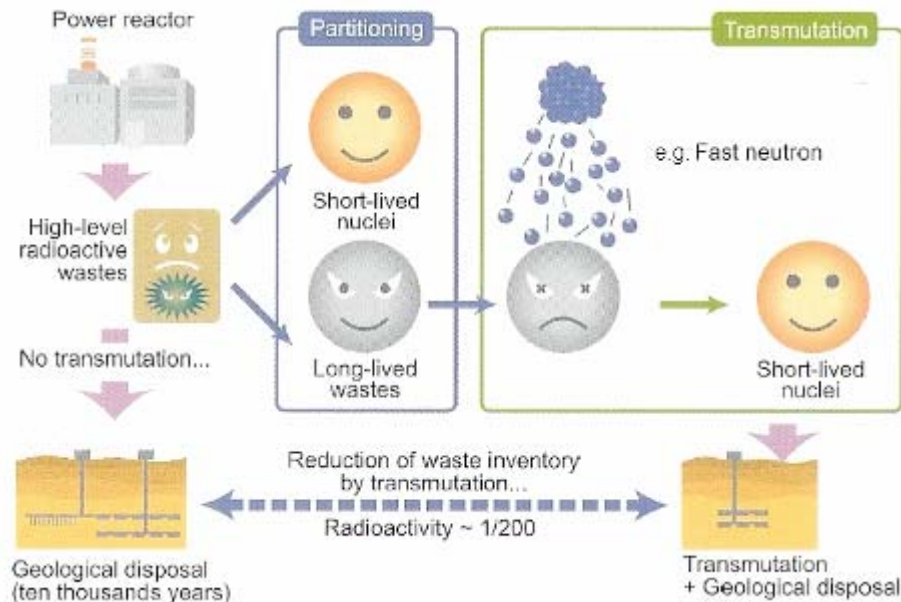 Power reactor
Partitioning
Transmutation
e.g. Fast neutron
Short-lived
nuclei
High-level
radioactive
wastes
Long-lived
wastes
Short-lived
nuclei
No transmutation...
Reduction of waste inventory
by transmutation...
Radioactivity ~ 1/200
Geological disposal
(ten thousands years)
Transmutation
+ Geological disposal